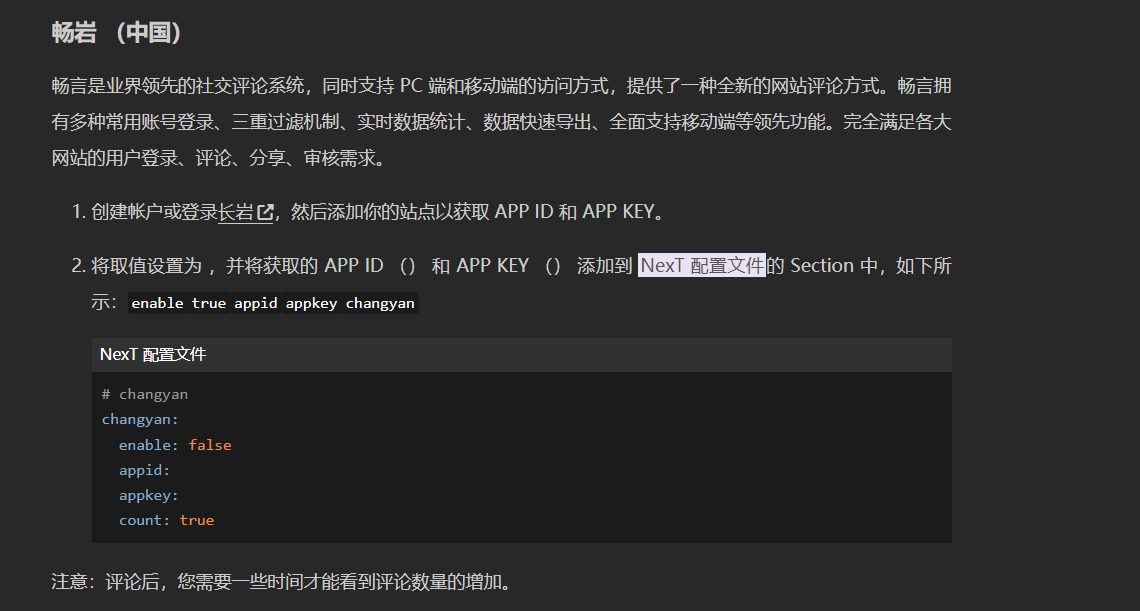 畅岩 （中国）
畅言是业界领先的社交评论系统，同时支持 PC 端和移动端的访问方式，提供了一种全新的网站评论方式。畅言拥
有多种常用账号登录、三重过滤机制、实时数据统计、数据快速导出、全面支持移动端等领先功能。完全满足各大
网站的用户登录、评论、分享、审核需求。
1. 创建帐户或登录长岩，然后添加你的站点以获取 APP ID 和 APP KEY。
2. 将取值设置为 ，并将获取的 APP ID （） 和 APP KEY （） 添加到 NexT 配置文件的 Section 中，如下所
示：enable true appid appkey changyan
NexT 配置文件
# changyan
changyan:
  enable: false
  appid:
  appkey:
  count: true
注意：评论后，您需要一些时间才能看到评论数量的增加。